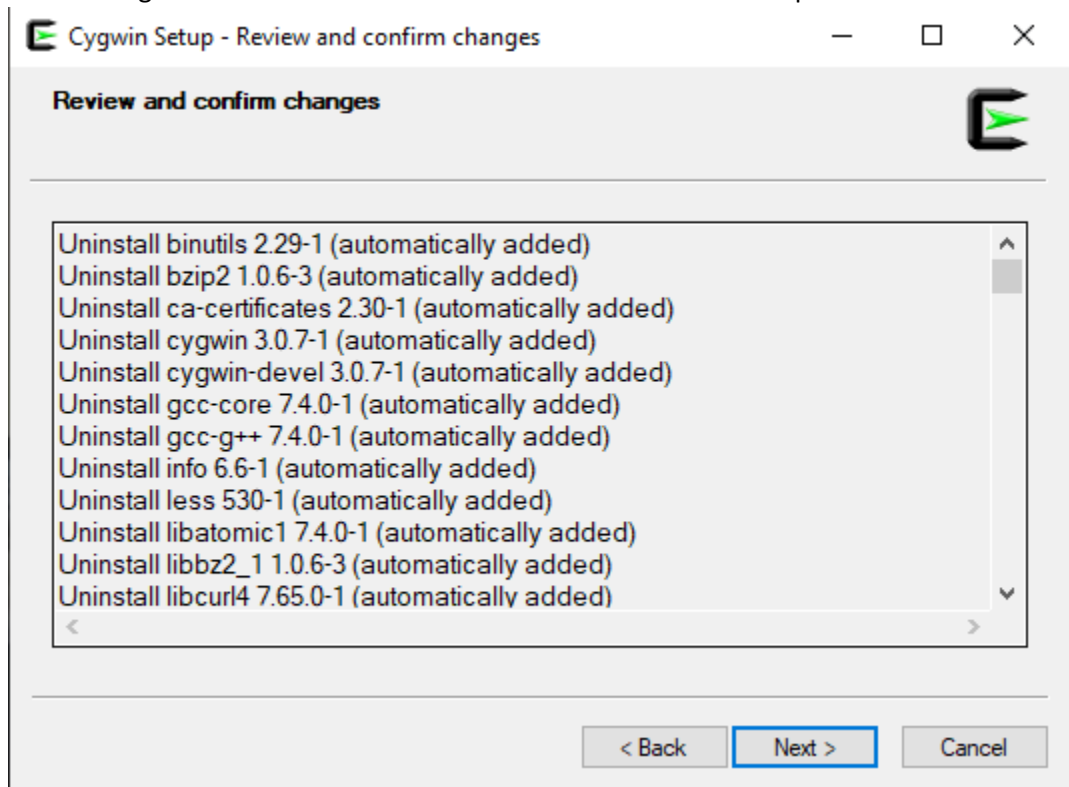 Cygwin Setup - Review and confirm changes
Review and confirm changes
Uninstall binutils 2.29-1 (automatically added)
Uninstall bzip2 1.0.6-3 (automatically added)
Uninstall ca-certificates 2.30-1 (automatically added)
Uninstall cygwin 3.0.7-1 (automatically added)
Uninstall cygwin-devel 3.0.7-1 (automatically added)
Uninstall gcc-core 7.4.0-1 (automatically added)
Uninstall gcc-g++ 7.4.0-1 (automatically added)
Uninstall info 6.6-1 (automatically added)
Uninstall less 530-1 (automatically added)
Uninstall libatomic1 7.4.0-1 (automatically added)
Uninstall libbz2_1 1.0.6-3 (automatically added)
Uninstall libcurl4 7.65.0-1 (automatically added)
< Back Next > Cancel